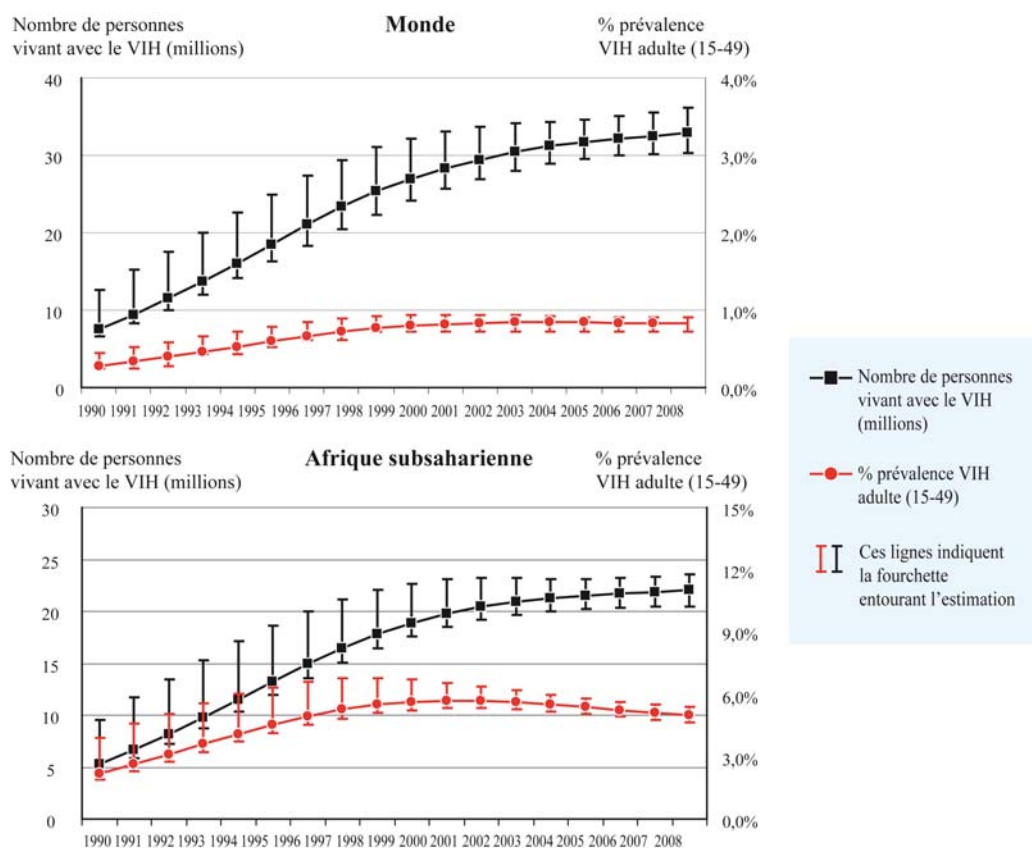 Nombre de personnes
vivant avec le VIH (millions)
Monde
% prévalence
VIH adulte (15-49)
40
30
20
10
0
4,0%
3,0%
2,0%
1,0%
0,0%
1990 1991 1992 1993 1994 1995 1996 1997 1998 1999 2000 2001 2002 2003 2004 2005 2006 2007 2008
Nombre de personnes
vivant avec le VIH (millions)
Afrique subsaharienne
% prévalence
VIH adulte (15-49)
30
25
20
15
10
5
0
15%
12%
9,0%
6,0%
3,0%
0,0%
1990 1991 1992 1993 1994 1995 1996 1997 1998 1999 2000 2001 2002 2003 2004 2005 2006 2007 2008
Nombre de personnes
vivant avec le VIH
(millions)
% prévalence VIH
adulte (15-49)
Ces lignes indiquent
la fourchette
entourant l’estimation